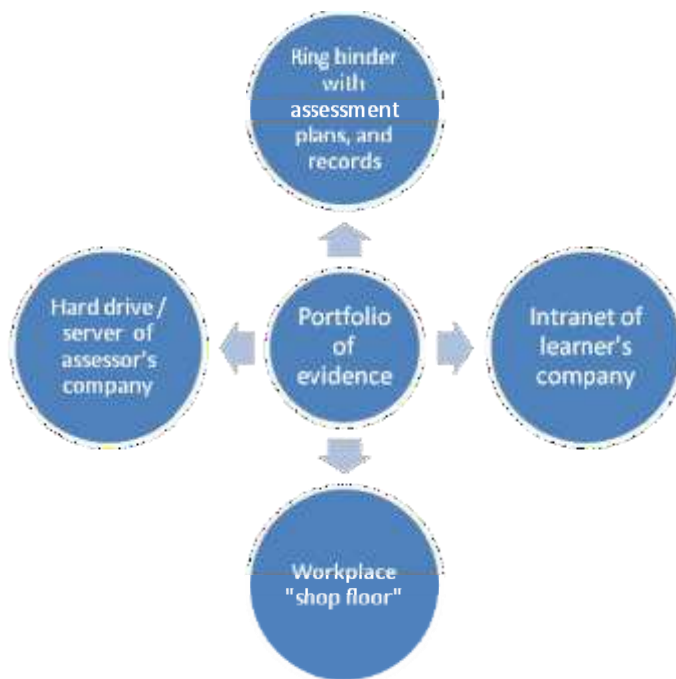 Ring binder
with
assessment
plans, and
records
Hard drive /
server of
assessor's
company
Portfolio
of
evidence
Intranet of
learner's
company
Workplace
"shop floor"